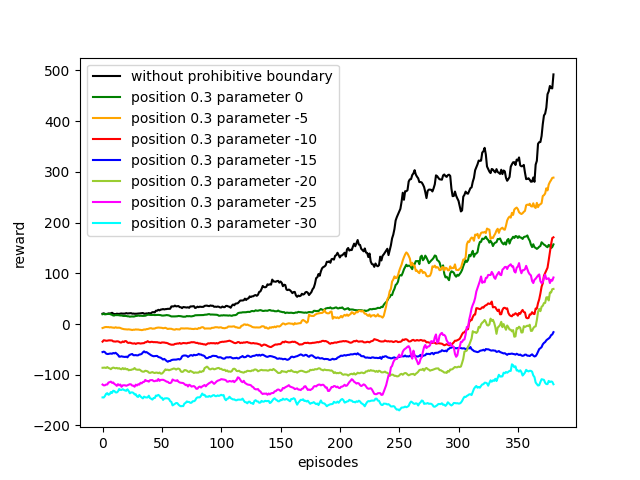 500
400
300
200
100
0
−100
−200
reward
without prohibitive boundary
position 0.3 parameter 0
position 0.3 parameter -5
position 0.3 parameter -10
position 0.3 parameter -15
position 0.3 parameter -20
position 0.3 parameter -25
position 0.3 parameter -30
0 50 100 150 200 250 300 350
episodes